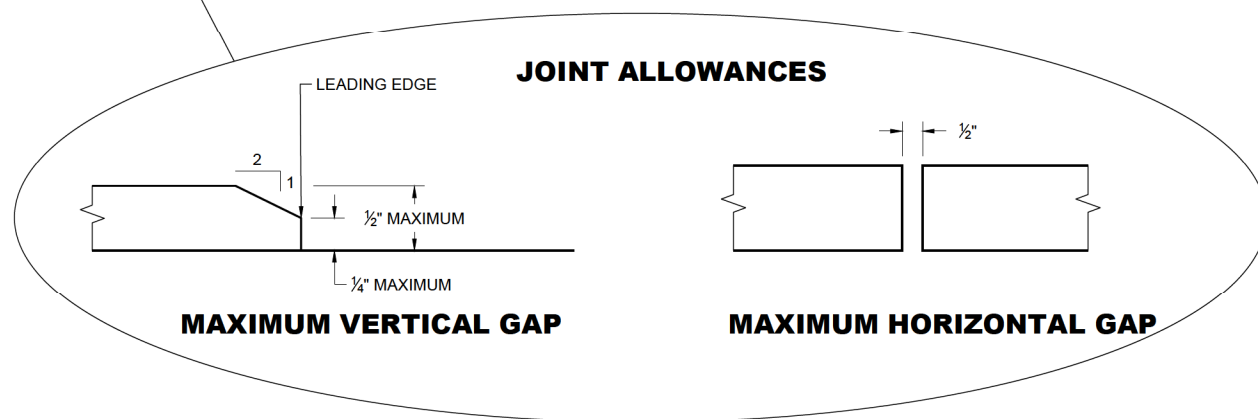 JOINT ALLOWANCES
LEADING EDGE
2
1
½" MAXIMUM
¼" MAXIMUM
MAXIMUM VERTICAL GAP
½"
MAXIMUM HORIZONTAL GAP